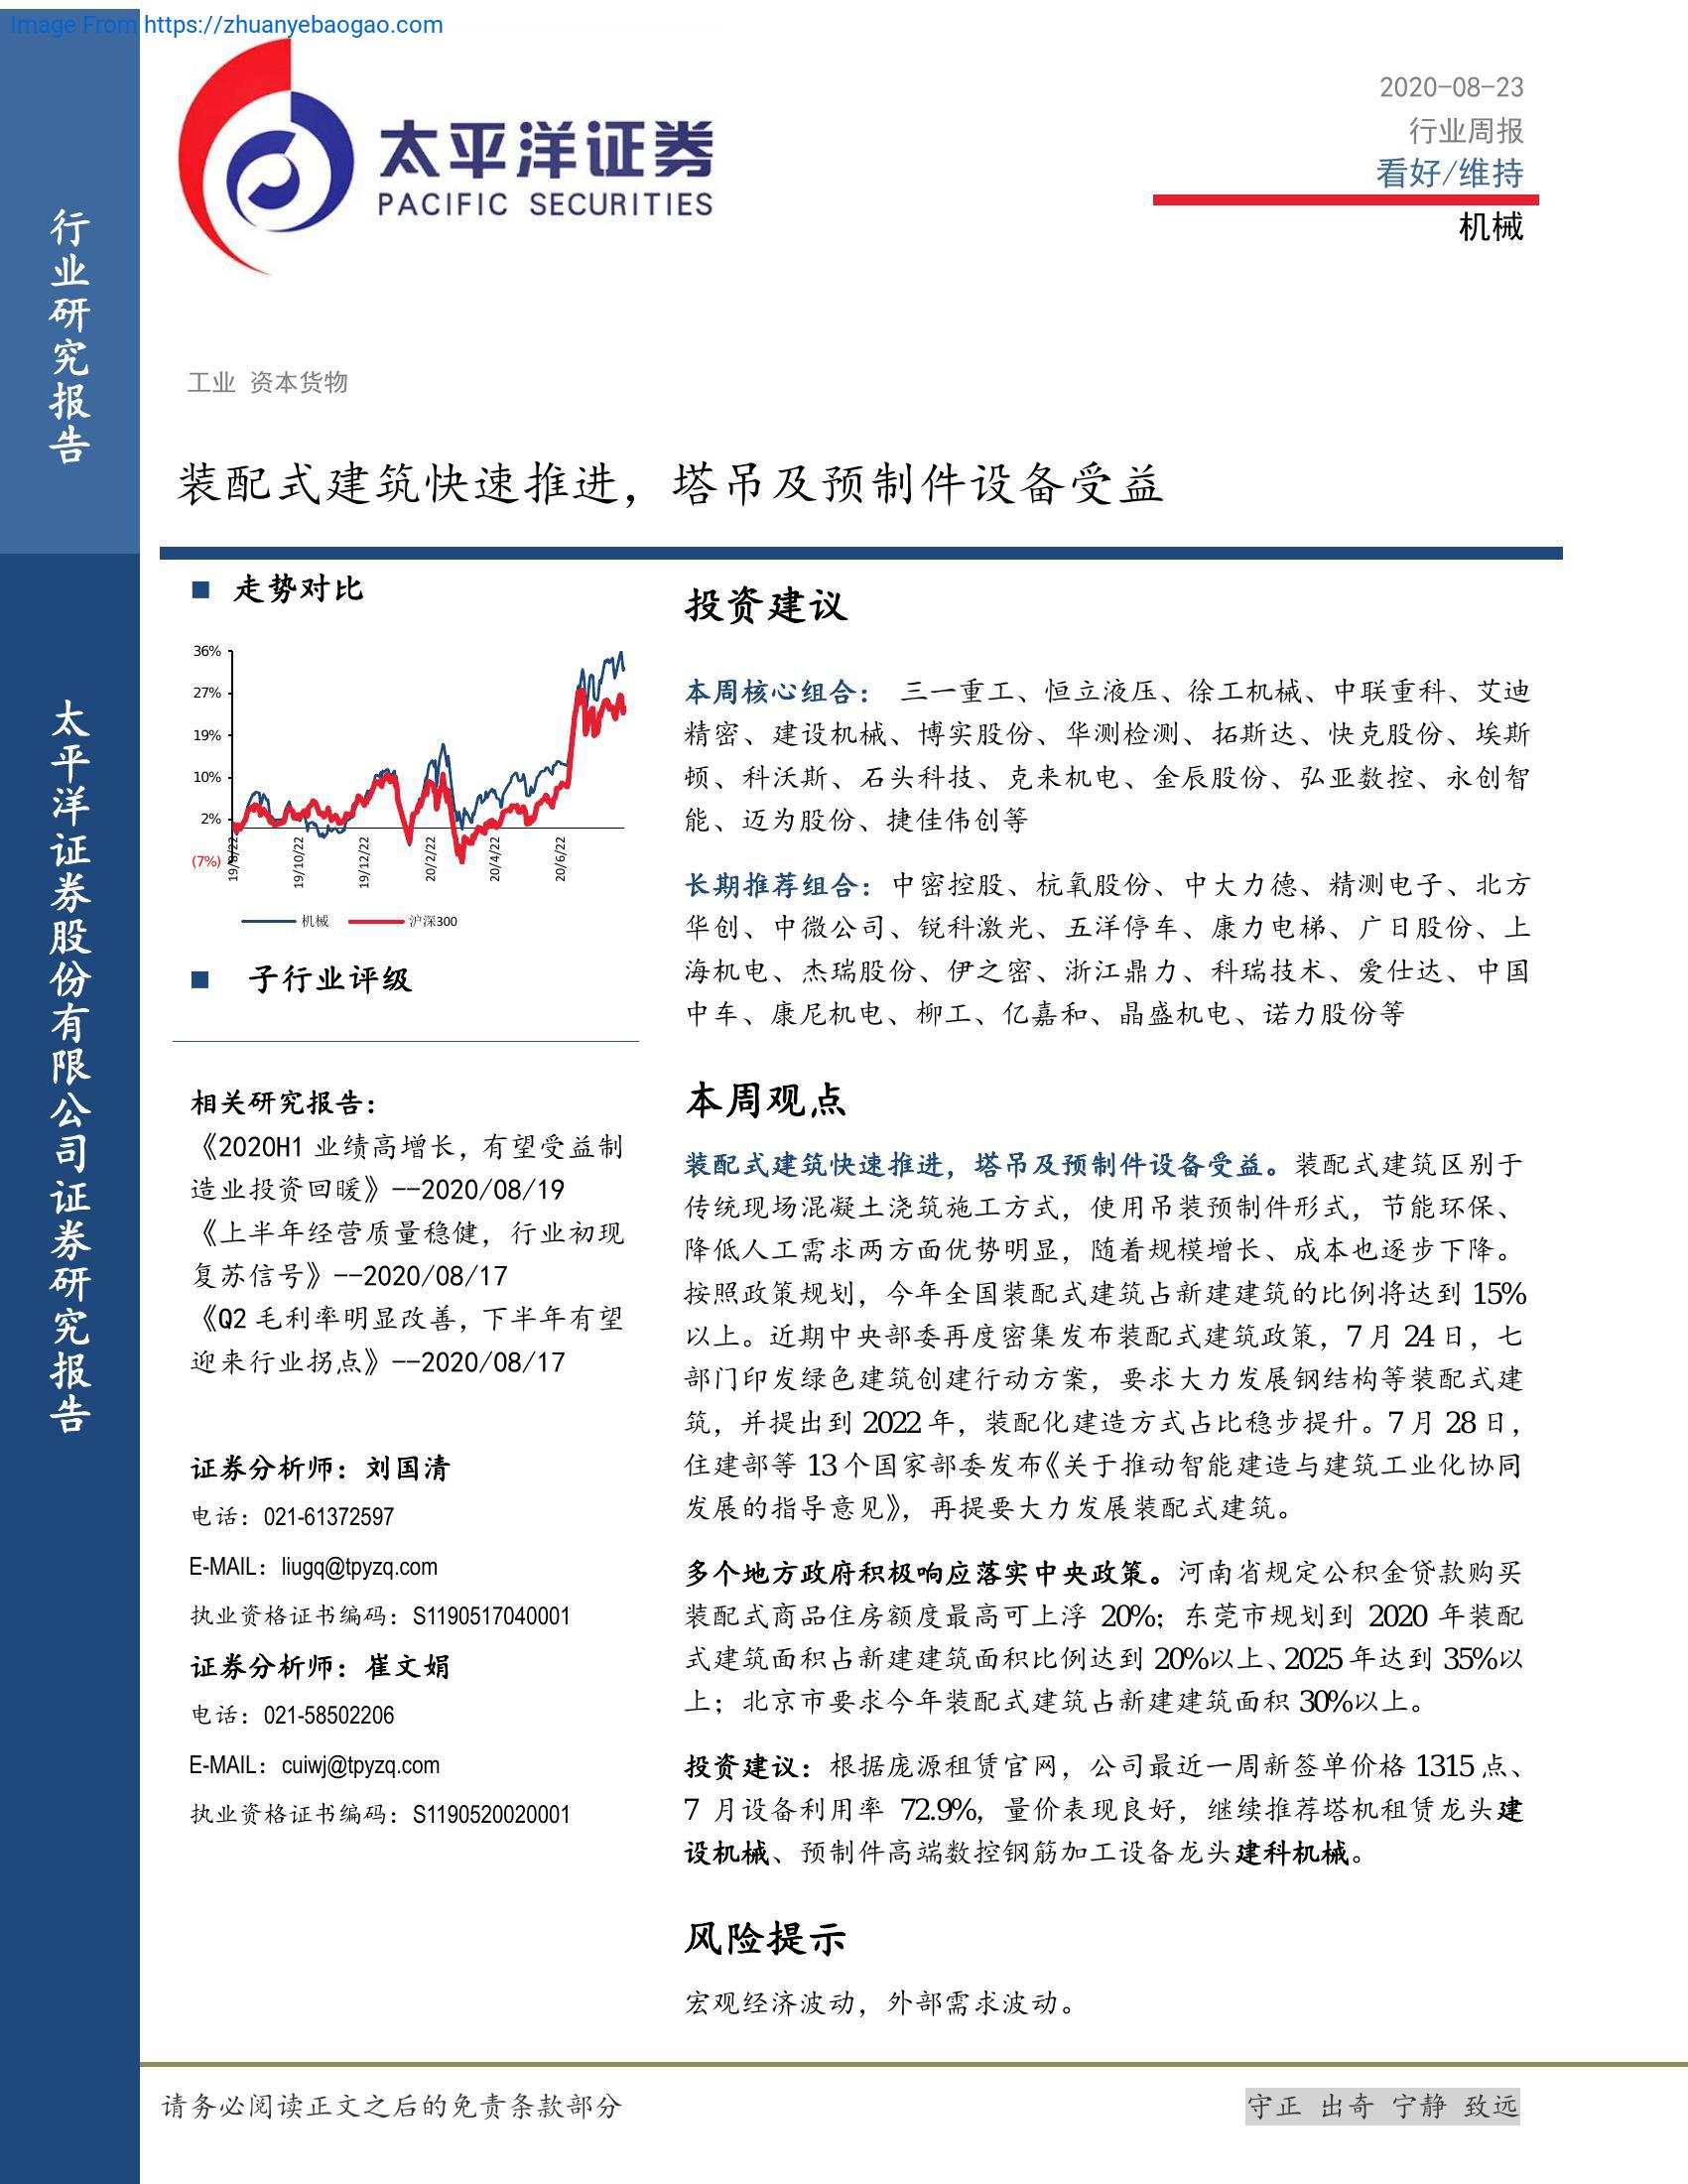 Image From https://zhuanyebaogao.com
行业研究报告
太平洋证券股份有限公司证券研究报告
太平洋证券
PACIFIC SECURITIES
2020-08-23
行业周报
看好/维持
机械
工业 资本货物
装配式建筑快速推进，塔吊及预制件设备受益
走势对比
36%
27%
19%
10%
2%
(7%)
19/8/22
19/10/22
19/12/22
20/2/22
20/4/22
20/6/22
机械 沪深300
子行业评级
相关研究报告：
《2020H1 业绩高增长，有望受益制
造业投资回暖》--2020/08/19
《上半年经营质量稳健，行业初现
复苏信号》--2020/08/17
《Q2 毛利率明显改善，下半年有望
迎来行业拐点》--2020/08/17
证券分析师：刘国清
电话：021-61372597
E-MAIL：liugq@tpyzq.com
执业资格证书编码：S1190517040001
证券分析师：崔文娟
电话：021-58502206
E-MAIL：cuiwj@tpyzq.com
执业资格证书编码：S1190520020001
投资建议
本周核心组合： 三一重工、恒立液压、徐工机械、中联重科、艾迪
精密、建设机械、博实股份、华测检测、拓斯达、快克股份、埃斯
顿、科沃斯、石头科技、克来机电、金辰股份、弘亚数控、永创智
能、迈为股份、捷佳伟创等
长期推荐组合：中密控股、杭氧股份、中大力德、精测电子、北方
华创、中微公司、锐科激光、五洋停车、康力电梯、广日股份、上
海机电、杰瑞股份、伊之密、浙江鼎力、科瑞技术、爱仕达、中国
中车、康尼机电、柳工、亿嘉和、晶盛机电、诺力股份等
本周观点
装配式建筑快速推进，塔吊及预制件设备受益。装配式建筑区别于
传统现场混凝土浇筑施工方式，使用吊装预制件形式，节能环保、
降低人工需求两方面优势明显，随着规模增长、成本也逐步下降。
按照政策规划，今年全国装配式建筑占新建建筑的比例将达到 15%
以上。近期中央部委再度密集发布装配式建筑政策，7 月 24 日，七
部门印发绿色建筑创建行动方案，要求大力发展钢结构等装配式建
筑，并提出到 2022 年，装配化建造方式占比稳步提升。7 月 28 日，
住建部等 13 个国家部委发布《关于推动智能建造与建筑工业化协同
发展的指导意见》，再提要大力发展装配式建筑。
多个地方政府积极响应落实中央政策。河南省规定公积金贷款购买
装配式商品住房额度最高可上浮 20%；东莞市规划到 2020 年装配
式建筑面积占新建建筑面积比例达到 20%以上、2025 年达到 35%以
上；北京市要求今年装配式建筑占新建建筑面积 30%以上。
投资建议：根据庞源租赁官网，公司最近一周新签单价格 1315 点、
7 月设备利用率 72.9%，量价表现良好，继续推荐塔机租赁龙头建
设机械、预制件高端数控钢筋加工设备龙头建科机械。
风险提示
宏观经济波动，外部需求波动。
请务必阅读正文之后的免责条款部分
守正 出奇 宁静 致远